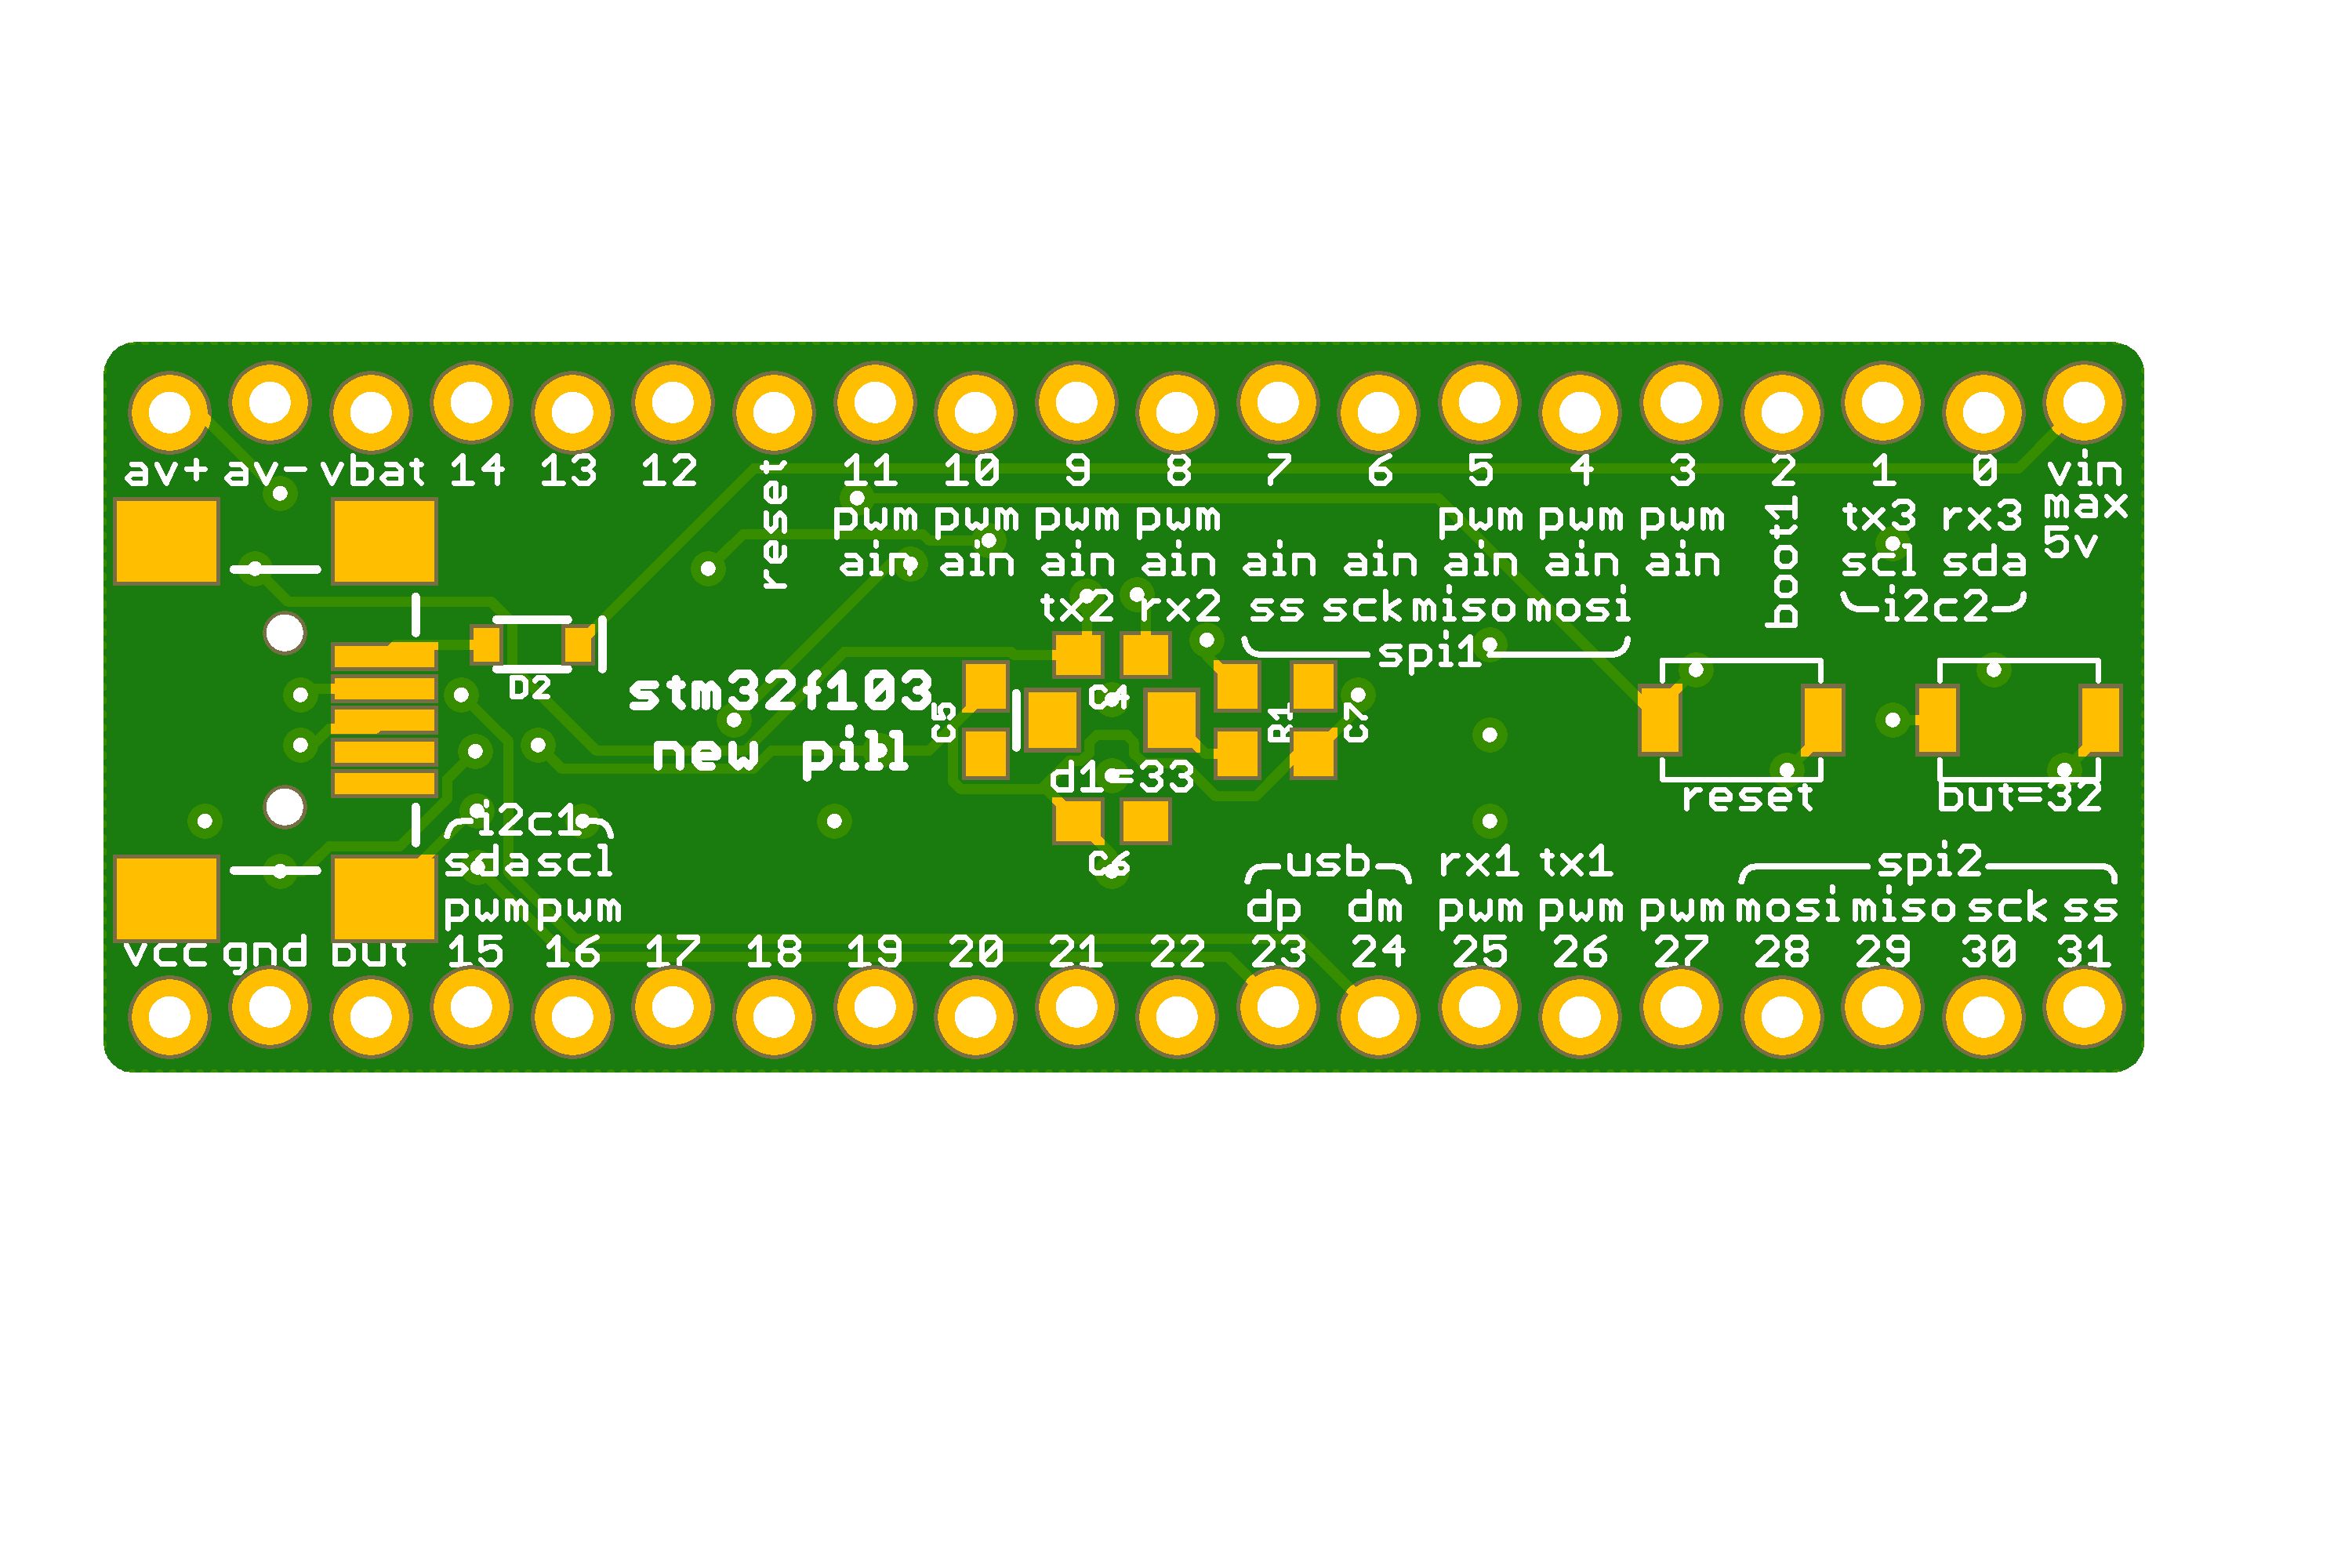 av+ av- vbat 14 13 12 reset 11 10 9 8 7 6 5 4 3 2 1 0 vin
pwm pwm pwm pwm pwm pwm pwm boot1 tx3 rx3 max
ain ain ain ain ain ain ain ain ain scl sda 5v
tx2 rx2 ss sck miso mosi i2c2
spi1
D2
stm32f103
new pill
C5
C4
R1
C7
d1=33
reset
but=32
C6
i2c1
sda scl usb rx1 tx1 spi2
pwm pwm dp dm pwm pwm pwm mosi miso sck ss
vcc gnd but 15 16 17 18 19 20 21 22 23 24 25 26 27 28 29 30 31